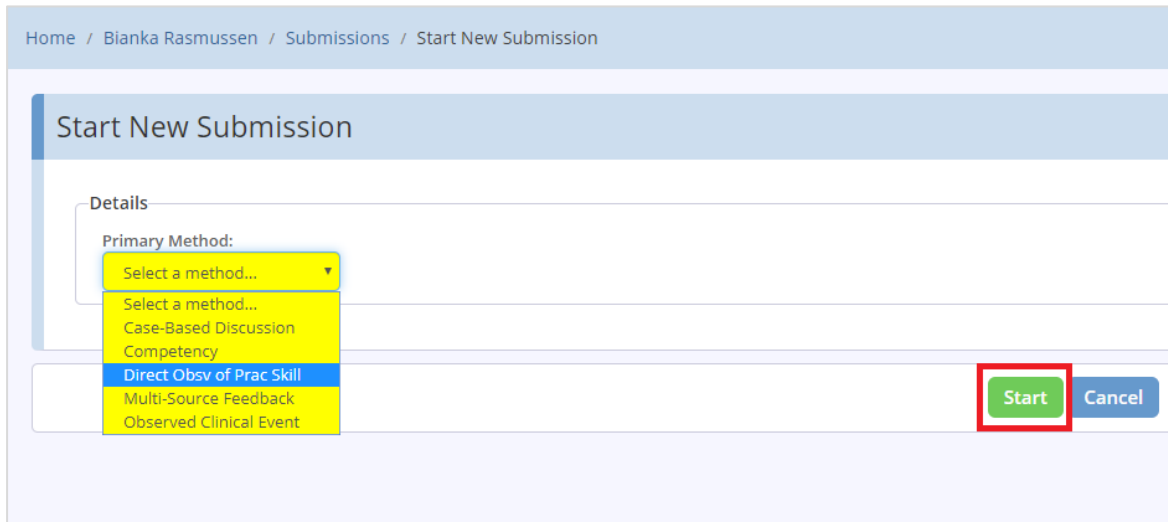 Home / Bianka Rasmussen / Submissions / Start New Submission
Start New Submission
Details
Primary Method:
Select a method...
Select a method...
Case-Based Discussion
Competency
Direct Obsv of Prac Skill
Multi-Source Feedback
Observed Clinical Event
Start Cancel